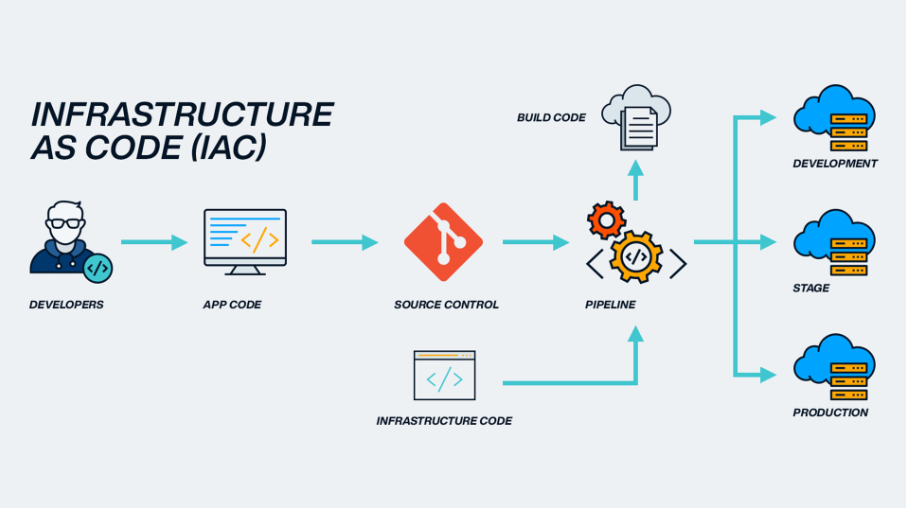 INFRASTRUCTURE
AS CODE (IAC)
BUILD CODE
DEVELOPMENT
DEVELOPERS
APP CODE
SOURCE CONTROL
PIPELINE
STAGE
INFRASTRUCTURE CODE
PRODUCTION